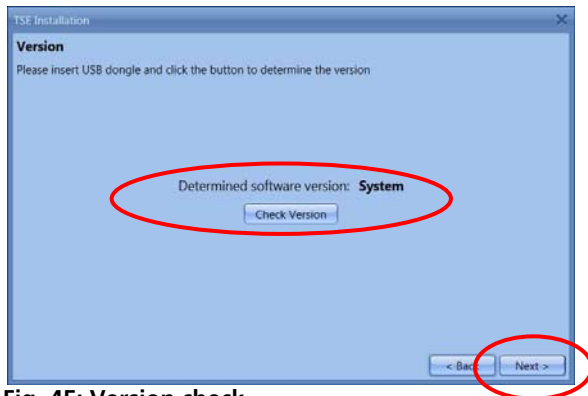 TSE Installation
Version
Please insert USB dongle and click the button to determine the version
Determined software version: System
Check Version
< Back Next >
Fig. 45: Version check